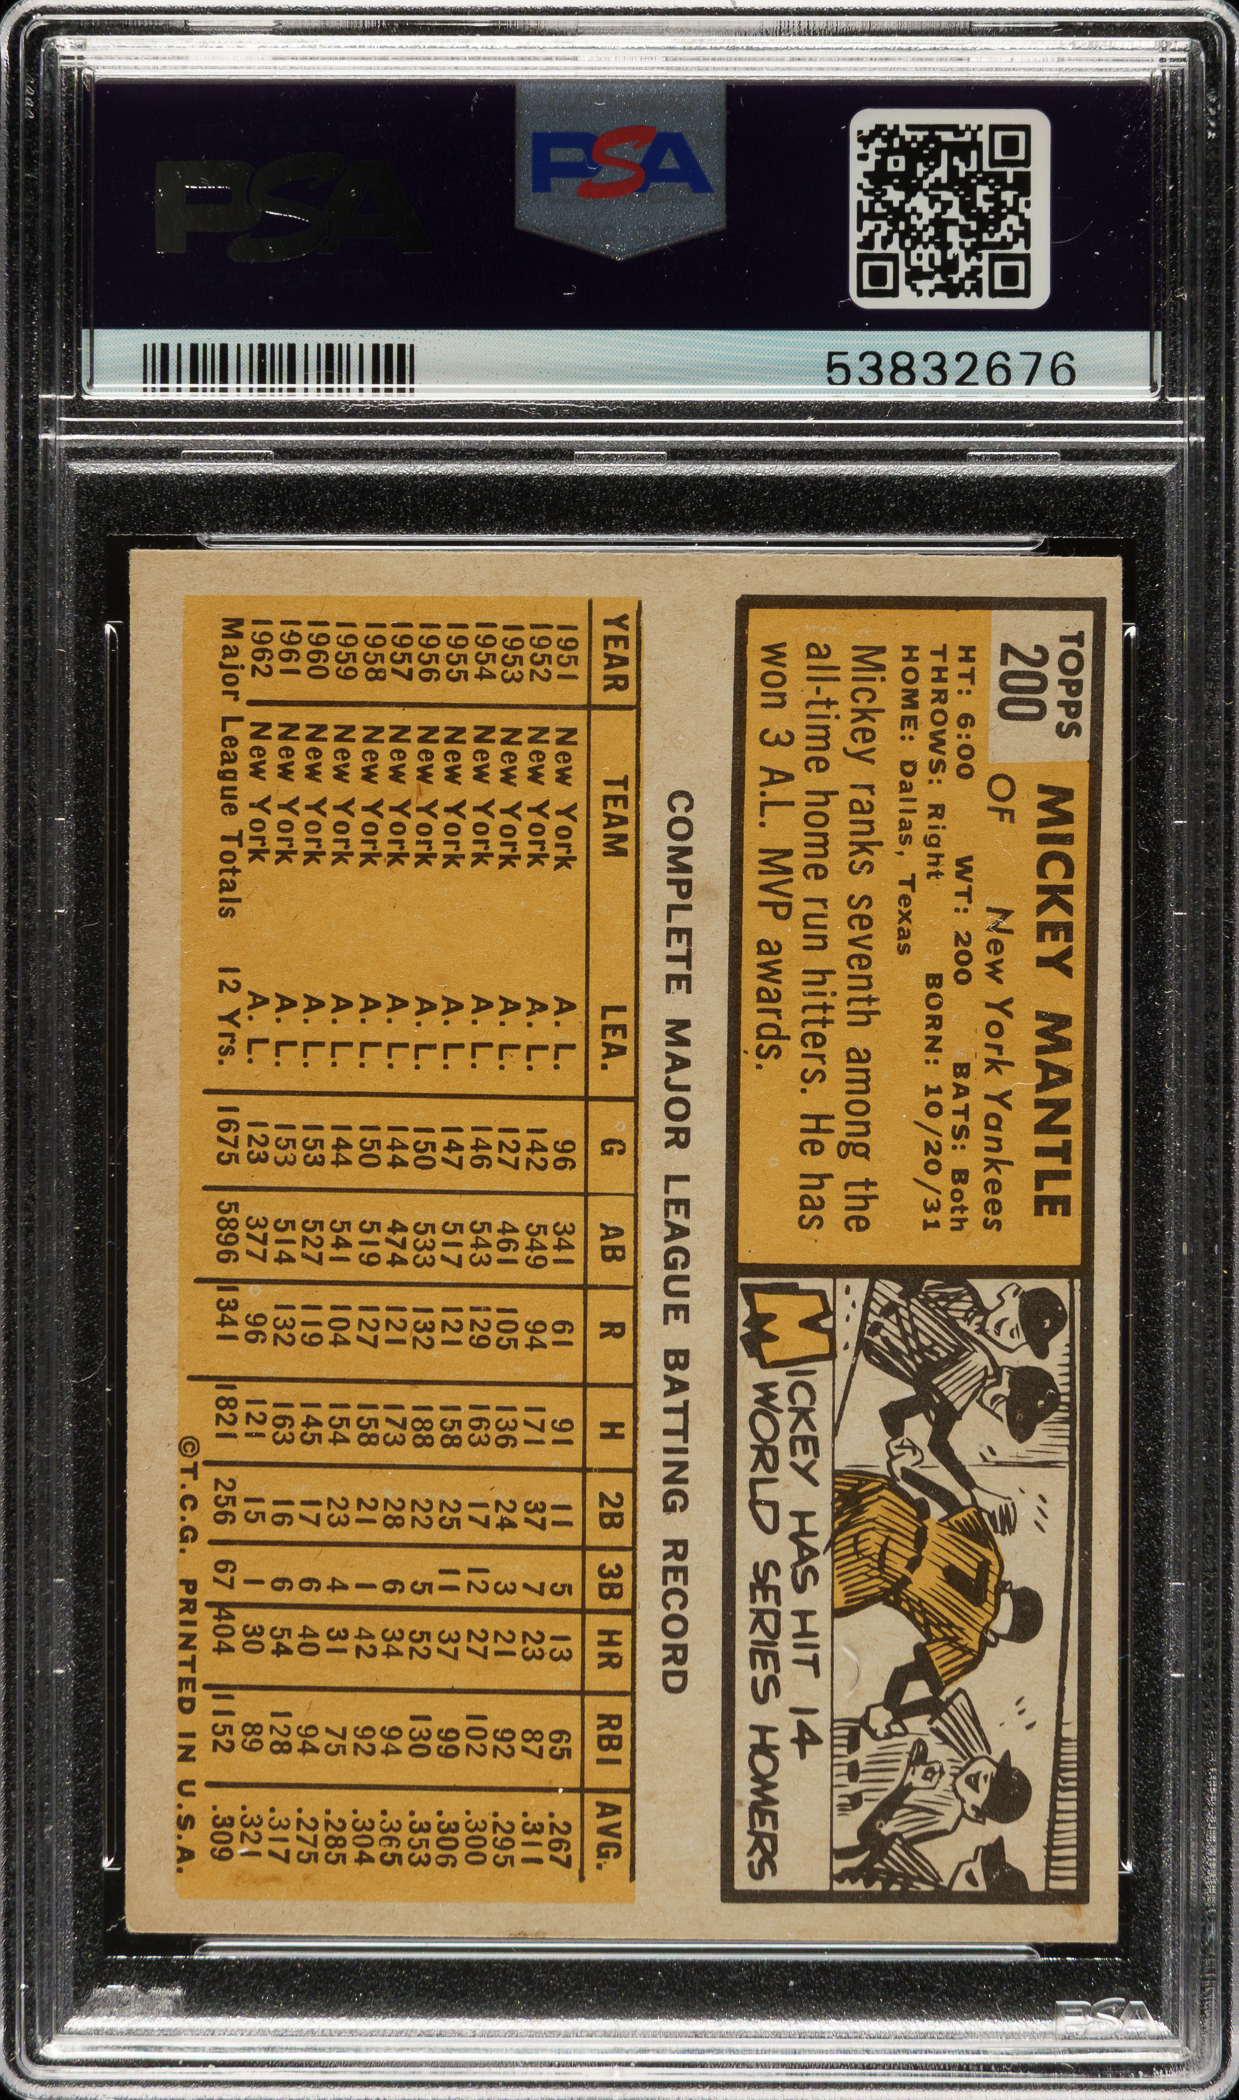 PSA
PSA
53832676
TOPPS
200
MICKEY MANTLE
OF New York Yankees
HT: 6:00 WT: 200 BATS: Both
THROWS: Right BORN: 10/20/31
HOME: Dallas, Texas
Mickey ranks seventh among the
all-time home run hitters. He has
won 3 A.L. MVP awards.
MICKEY HAS HIT 14
WORLD SERIES HOMERS
COMPLETE MAJOR LEAGUE BATTING RECORD
YEAR TEAM LEA. G AB R H 2B 3B HR RBI AVG.
1951 New York A. L. 96 341 61 91 11 5 13 65 .267
1952 New York A. L. 142 549 94 171 37 7 23 87 .311
1953 New York A. L. 127 461 105 136 24 3 21 92 .295
1954 New York A. L. 146 543 129 163 17 12 27 102 .300
1955 New York A. L. 147 517 121 158 25 11 37 99 .306
1956 New York A. L. 150 533 132 188 22 5 52 130 .353
1957 New York A. L. 144 474 121 173 28 6 34 94 .365
1958 New York A. L. 150 519 127 158 21 1 42 92 .304
1959 New York A. L. 144 541 104 154 23 4 31 75 .285
1960 New York A. L. 153 527 119 145 17 6 40 94 .275
1961 New York A. L. 153 514 132 163 16 6 54 128 .317
1962 New York A. L. 123 377 96 121 15 1 30 89 .321
Major League Totals 12 Yrs. 1675 5896 1341 1821 256 67 404 1152 .309
©T.C.G. PRINTED IN U.S.A.
PSA